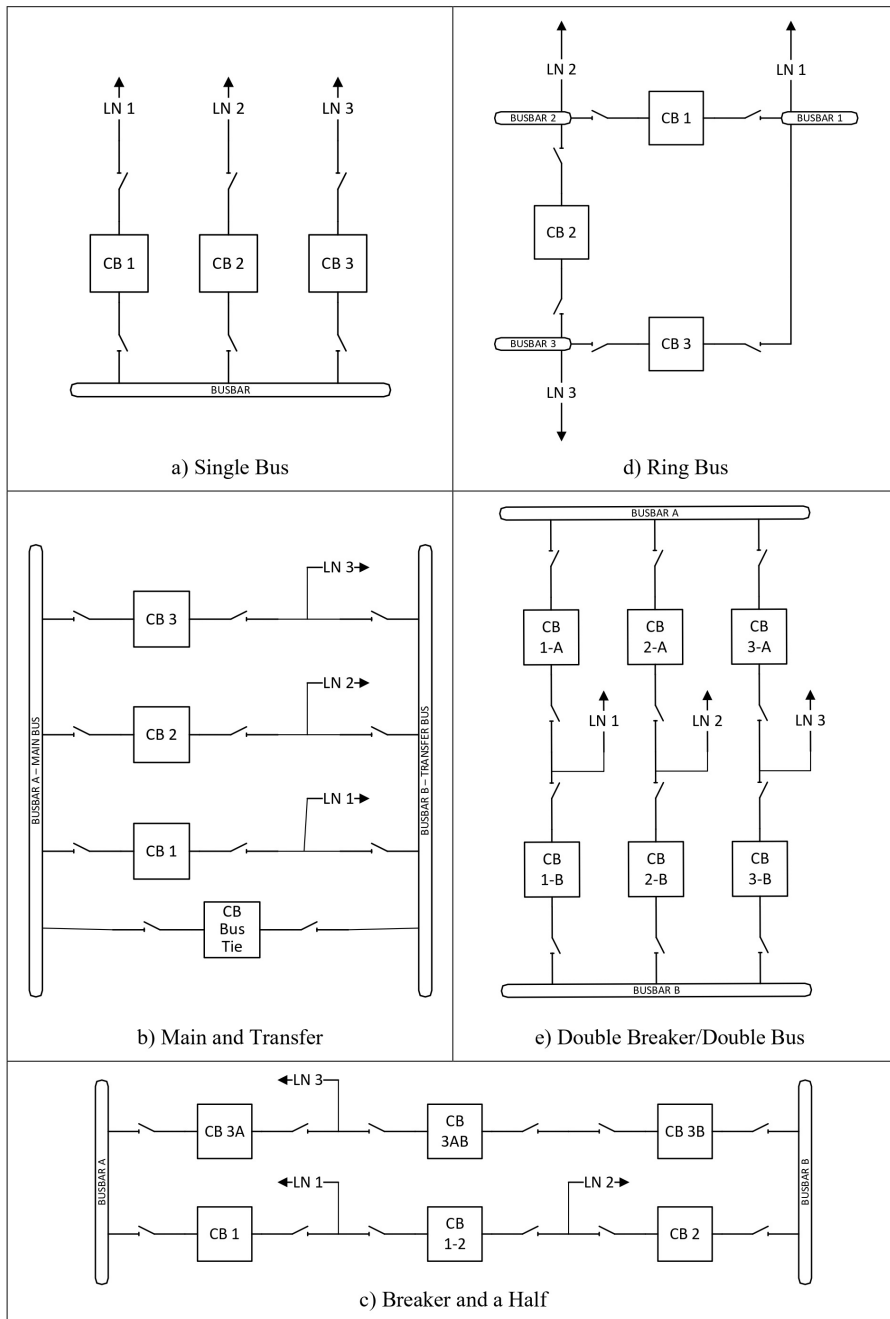 LN 1
LN 2
LN 3
CB 1
CB 2
CB 3
BUSBAR
a) Single Bus
LN 2
LN 1
BUSBAR 2
CB 1
BUSBAR 1
CB 2
BUSBAR 3
CB 3
LN 3
d) Ring Bus
BUSBAR A – MAIN BUS
BUSBAR B – TRANSFER BUS
LN 3
CB 3
LN 2
CB 2
LN 1
CB 1
CB
Bus
Tie
b) Main and Transfer
BUSBAR A
CB
1-A
CB
2-A
CB
3-A
LN 1
LN 2
LN 3
CB
1-B
CB
2-B
CB
3-B
BUSBAR B
e) Double Breaker/Double Bus
BUSBAR A
LN 3
CB 3A
CB
3AB
CB 3B
LN 1
LN 2
CB 1
CB
1-2
CB 2
BUSBAR B
c) Breaker and a Half